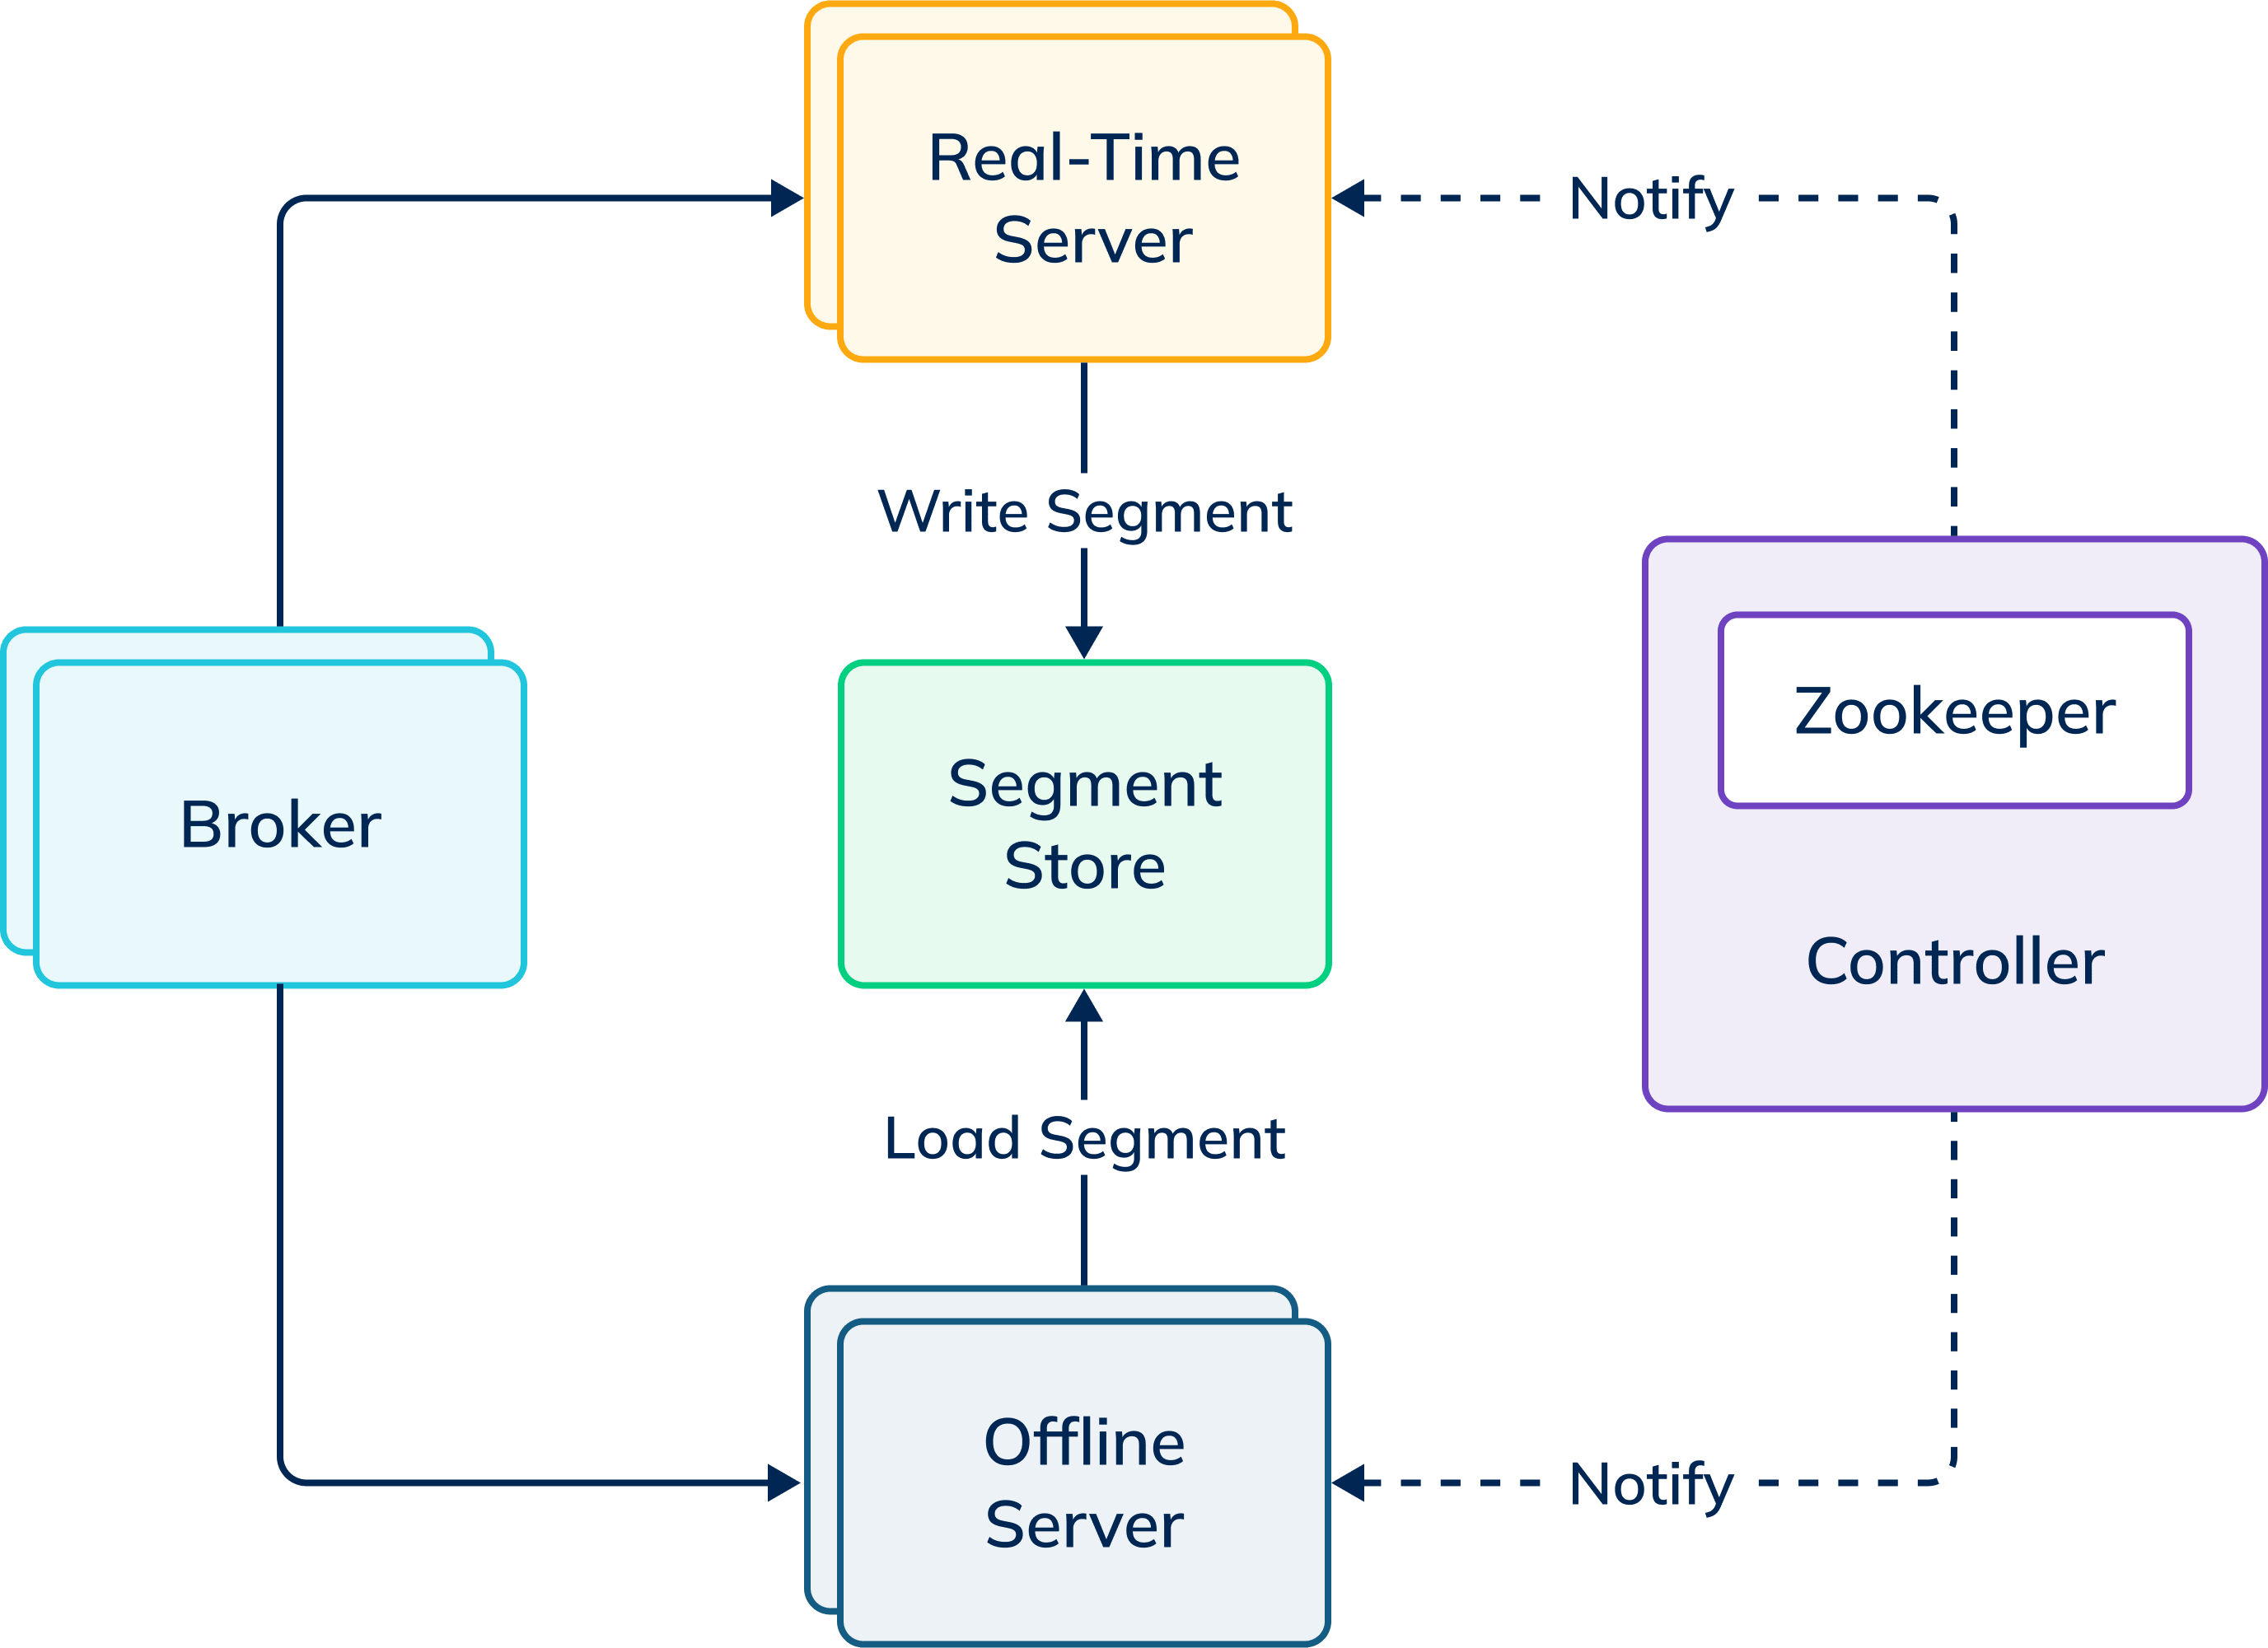 Real-Time
Server
Notify
Write Segment
Zookeeper
Segment
Store
Broker
Controller
Load Segment
Offline
Server
Notify